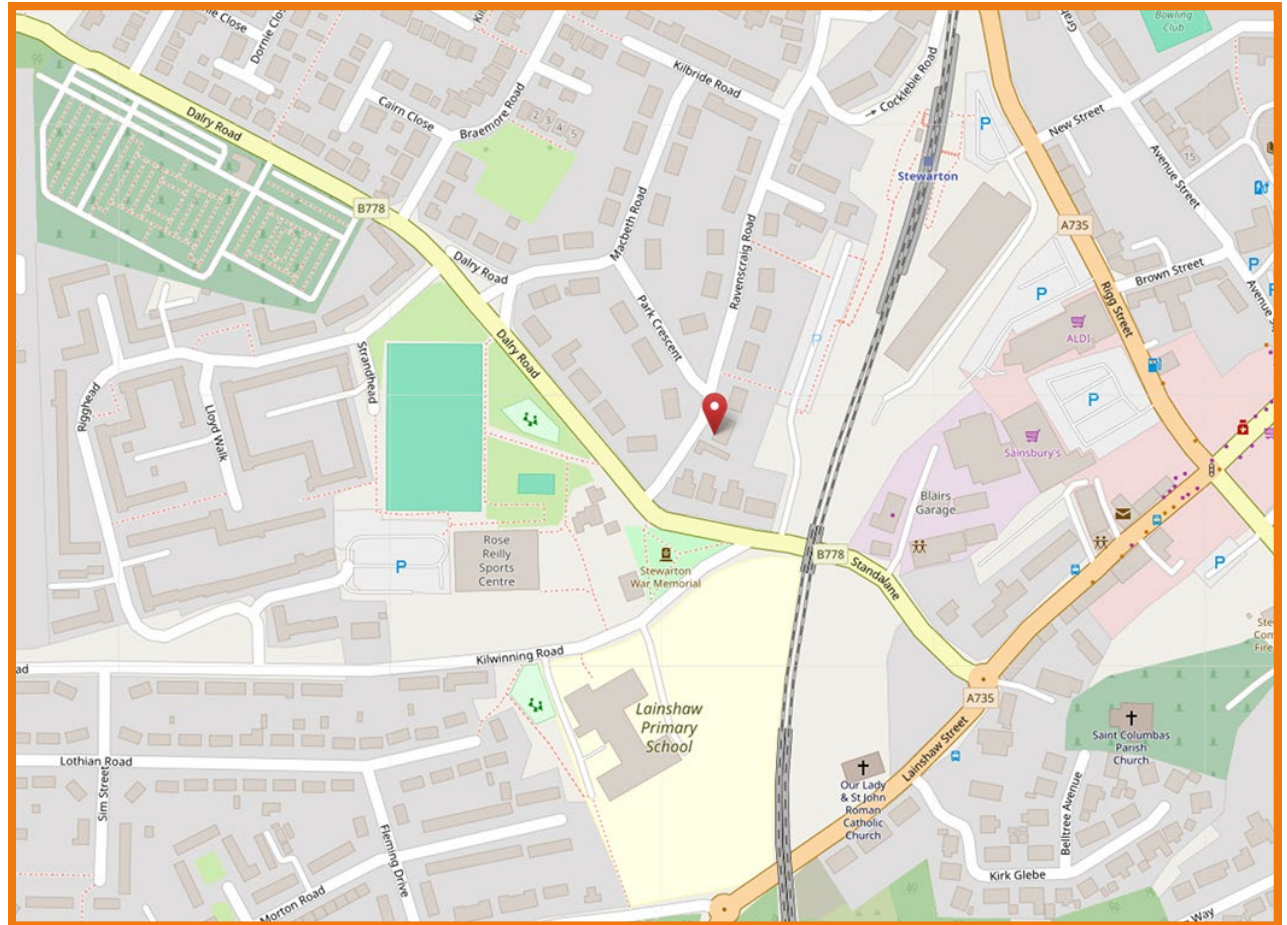 Bowling
Club
Dornie Close
Kilbride Road
Cocklebie Road
New Street
Cairn Close
Braemore Road
2 3 4 5
Dalry Road
P
Avenue Street
15
Stewarton
B778
Macbeth Road
Ravenscraig Road
A735
Brown Street
P
P
Dalry Road
Park Crescent
P
Rigg Street
Avenue
ALDI
P
Dalry Road
Strandhead
P
Rigghead
Lloyd Walk
Sainsbury's
Blairs
Garage
Rose
Reilly
Sports
Centre
P
Stewarton
War Memorial
B778
Standalane
P
Kilwinning Road
A735
Lainshaw
Primary
School
Lainshaw Street
Saint Columbas
Parish
Church
Lothian Road
Sim Street
Our Lady
& St John
Roman
Catholic
Church
Belltree Avenue
Fleming Drive
Kirk Glebe
Morton Road
Way